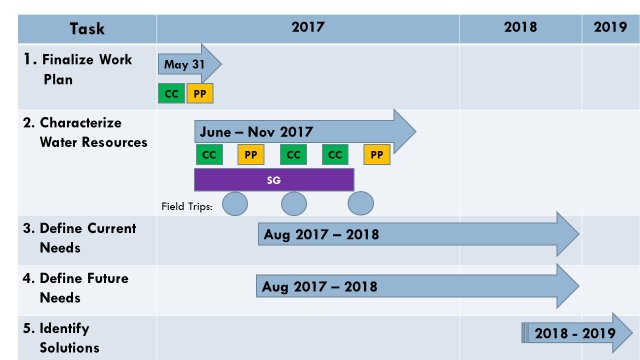 Task 2017 2018 2019
1. Finalize Work
Plan
May 31
CC PP
2. Characterize
Water Resources
June – Nov 2017
CC PP CC CC PP
SG
Field Trips:
3. Define Current
Needs
Aug 2017 – 2018
4. Define Future
Needs
Aug 2017 – 2018
5. Identify
Solutions
2018 - 2019